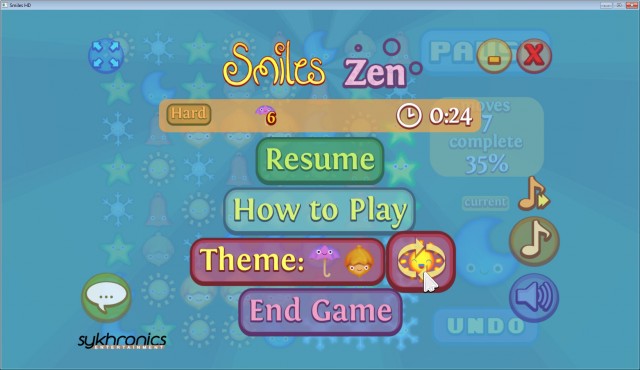 Smiles HD
PAUSE
Smiles Zen
Hard
6
0:24
Moves
7
complete
35%
Resume
How to Play
current
Theme:
End Game
UNDO
sykhronics
ENTERTAINMENT